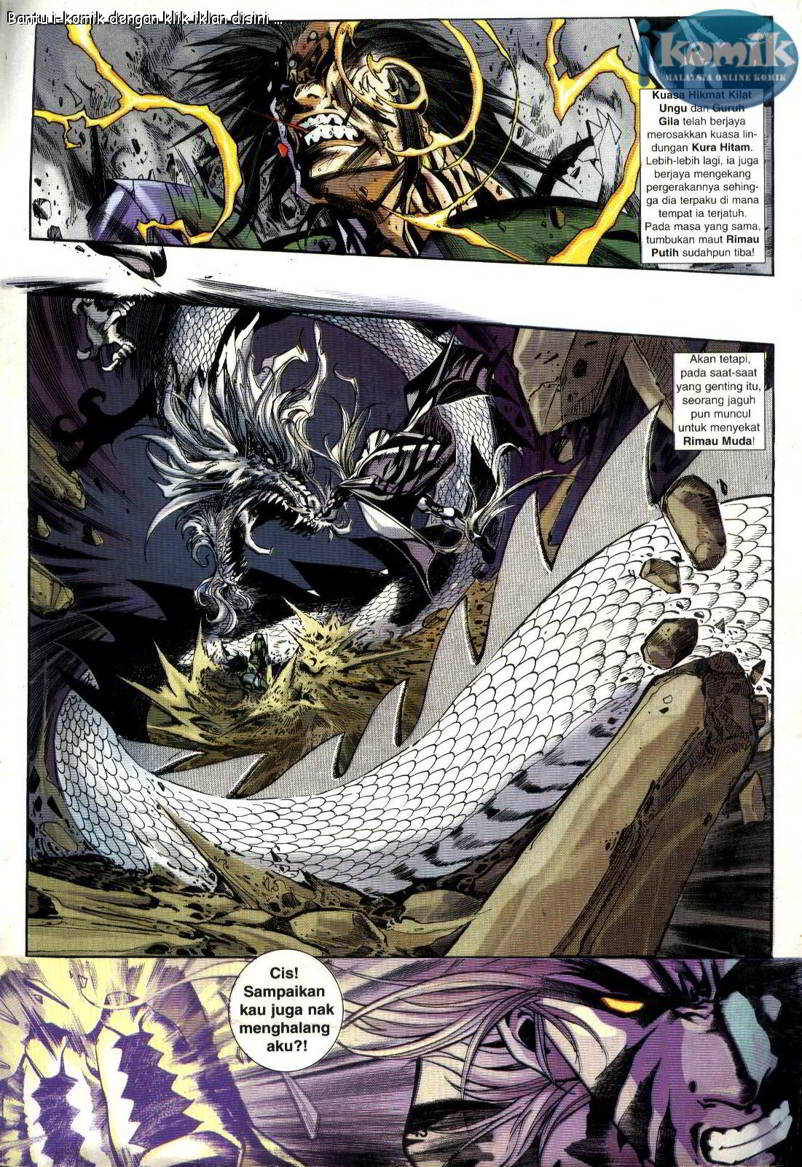 Bantu i-komik dengan klik iklan disini ...
ikomik
MALAYSIA ONLINE KOMIK
Kuasa Hikmat Kilat
Ungu dan Guruh
Gila telah berjaya
merosakkan kuasa lin-
dungan Kura Hitam.
Lebih-lebih lagi, ia juga
berjaya mengekang
pergerakannya sehing-
ga dia terpaku di mana
tempat ia terjatuh.
Pada masa yang sama,
tumbukan maut Rimau
Putih sudahpun tiba!
Akan tetapi,
pada saat-saat
yang genting itu,
seorang jaguh
pun muncul
untuk menyekat
Rimau Muda!
Cis!
Sampaikan
kau juga nak
menghalang
aku?!